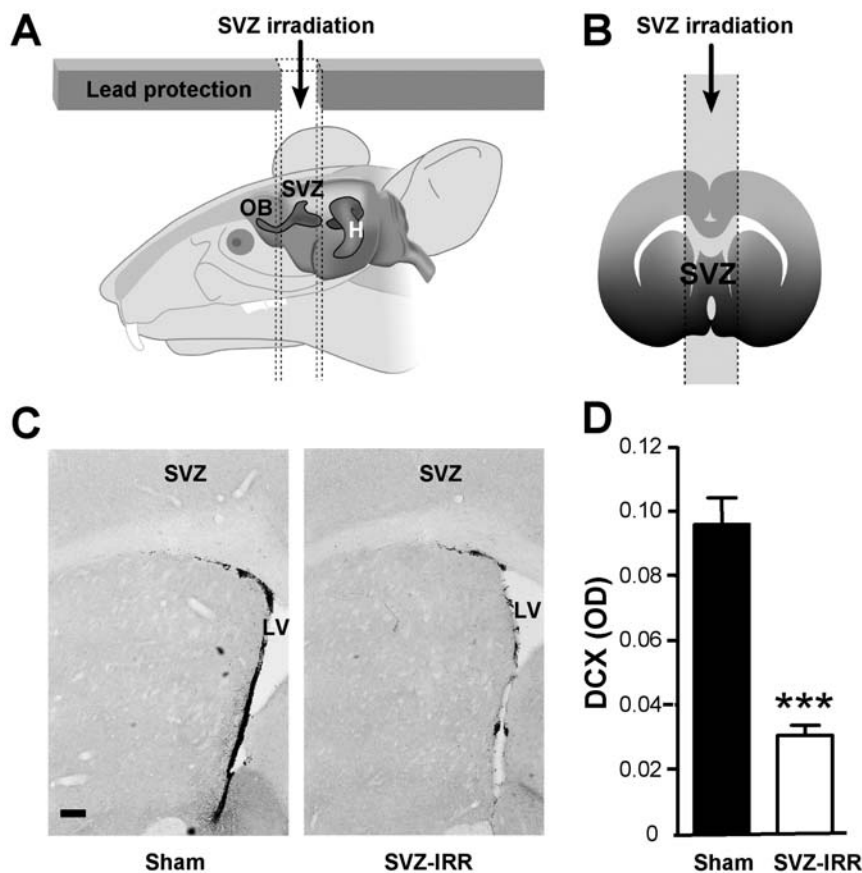 A
SVZ irradiation
Lead protection
SVZ
OB
H
B
SVZ irradiation
SVZ
C
SVZ
LV
Sham
SVZ
LV
SVZ-IRR
D
0.12
0.10
0.08
0.06
0.04
0.02
0
DCX (OD)
***
Sham
SVZ-IRR